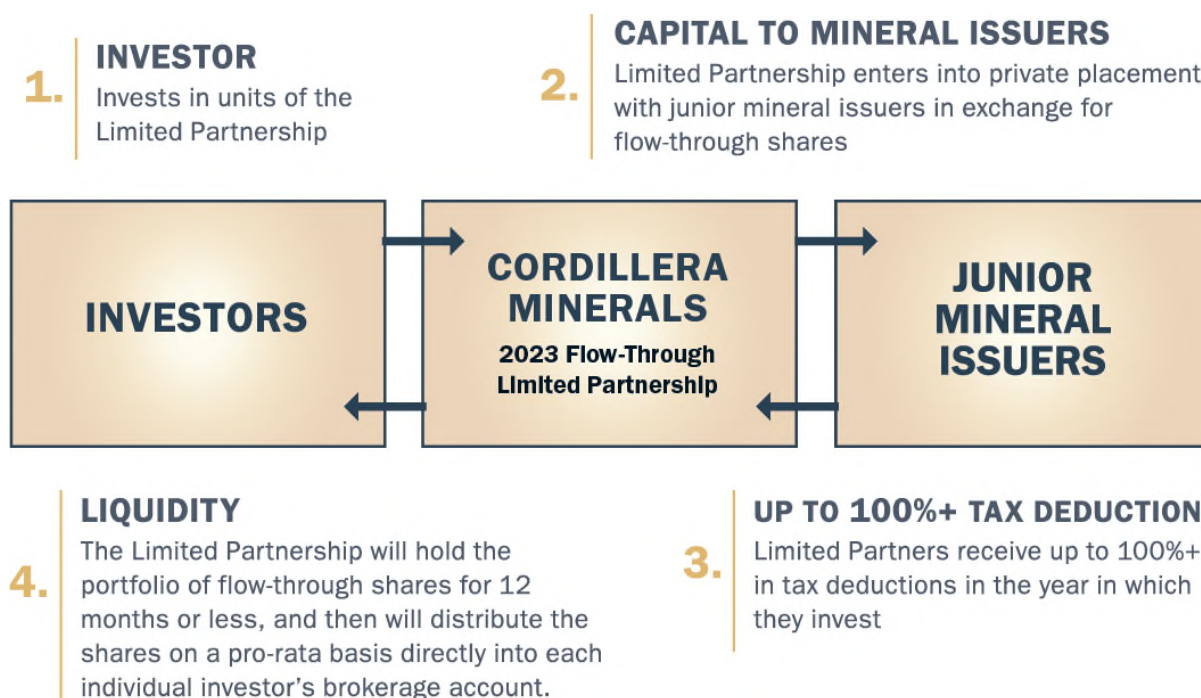 1.
INVESTOR
Invests in units of the
Limited Partnership
2.
CAPITAL TO MINERAL ISSUERS
Limited Partnership enters into private placement
with junior mineral issuers in exchange for
flow-through shares
INVESTORS
CORDILLERA
MINERALS
2023 Flow-Through
Limited Partnership
JUNIOR
MINERAL
ISSUERS
4.
LIQUIDITY
The Limited Partnership will hold the
portfolio of flow-through shares for 12
months or less, and then will distribute the
shares on a pro-rata basis directly into each
individual investor's brokerage account.
3.
UP TO 100%+ TAX DEDUCTION
Limited Partners receive up to 100%+
in tax deductions in the year in which
they invest